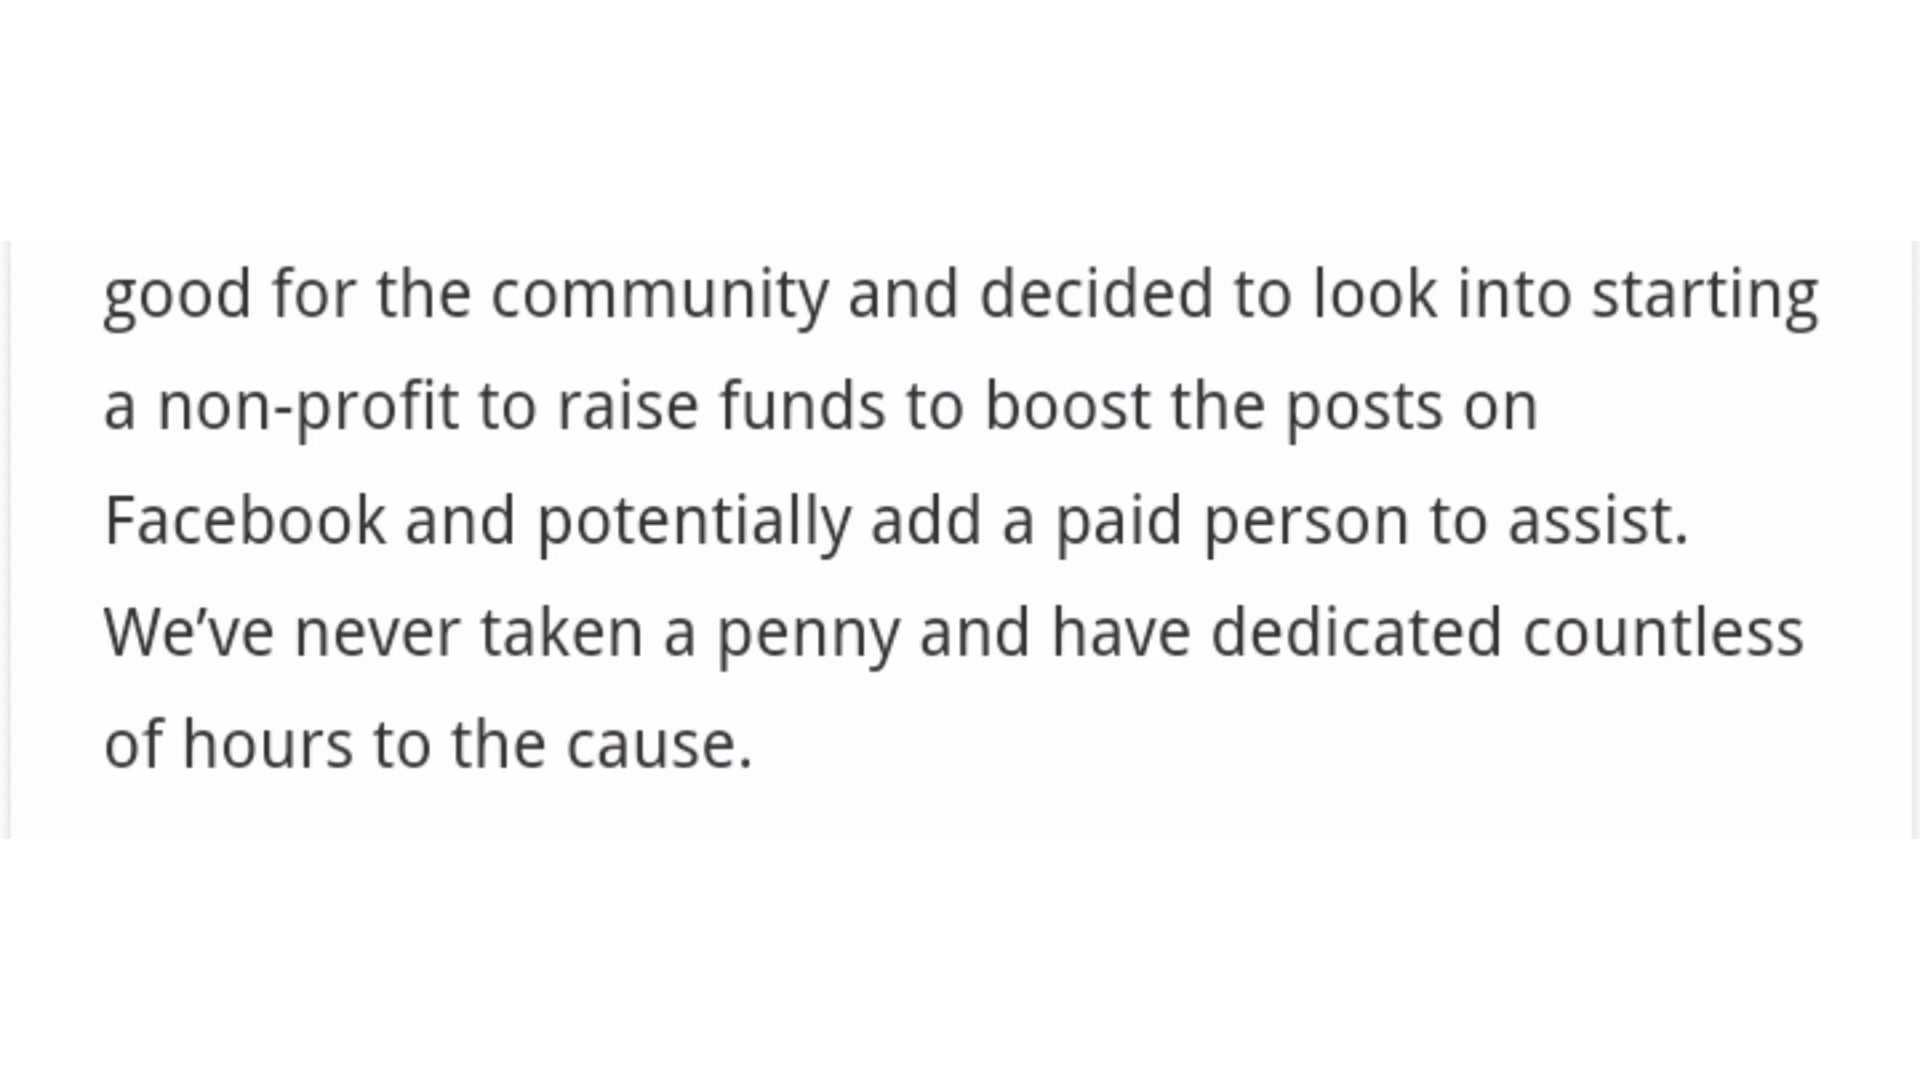 good for the community and decided to look into starting
a non-profit to raise funds to boost the posts on
Facebook and potentially add a paid person to assist.
We’ve never taken a penny and have dedicated countless
of hours to the cause.